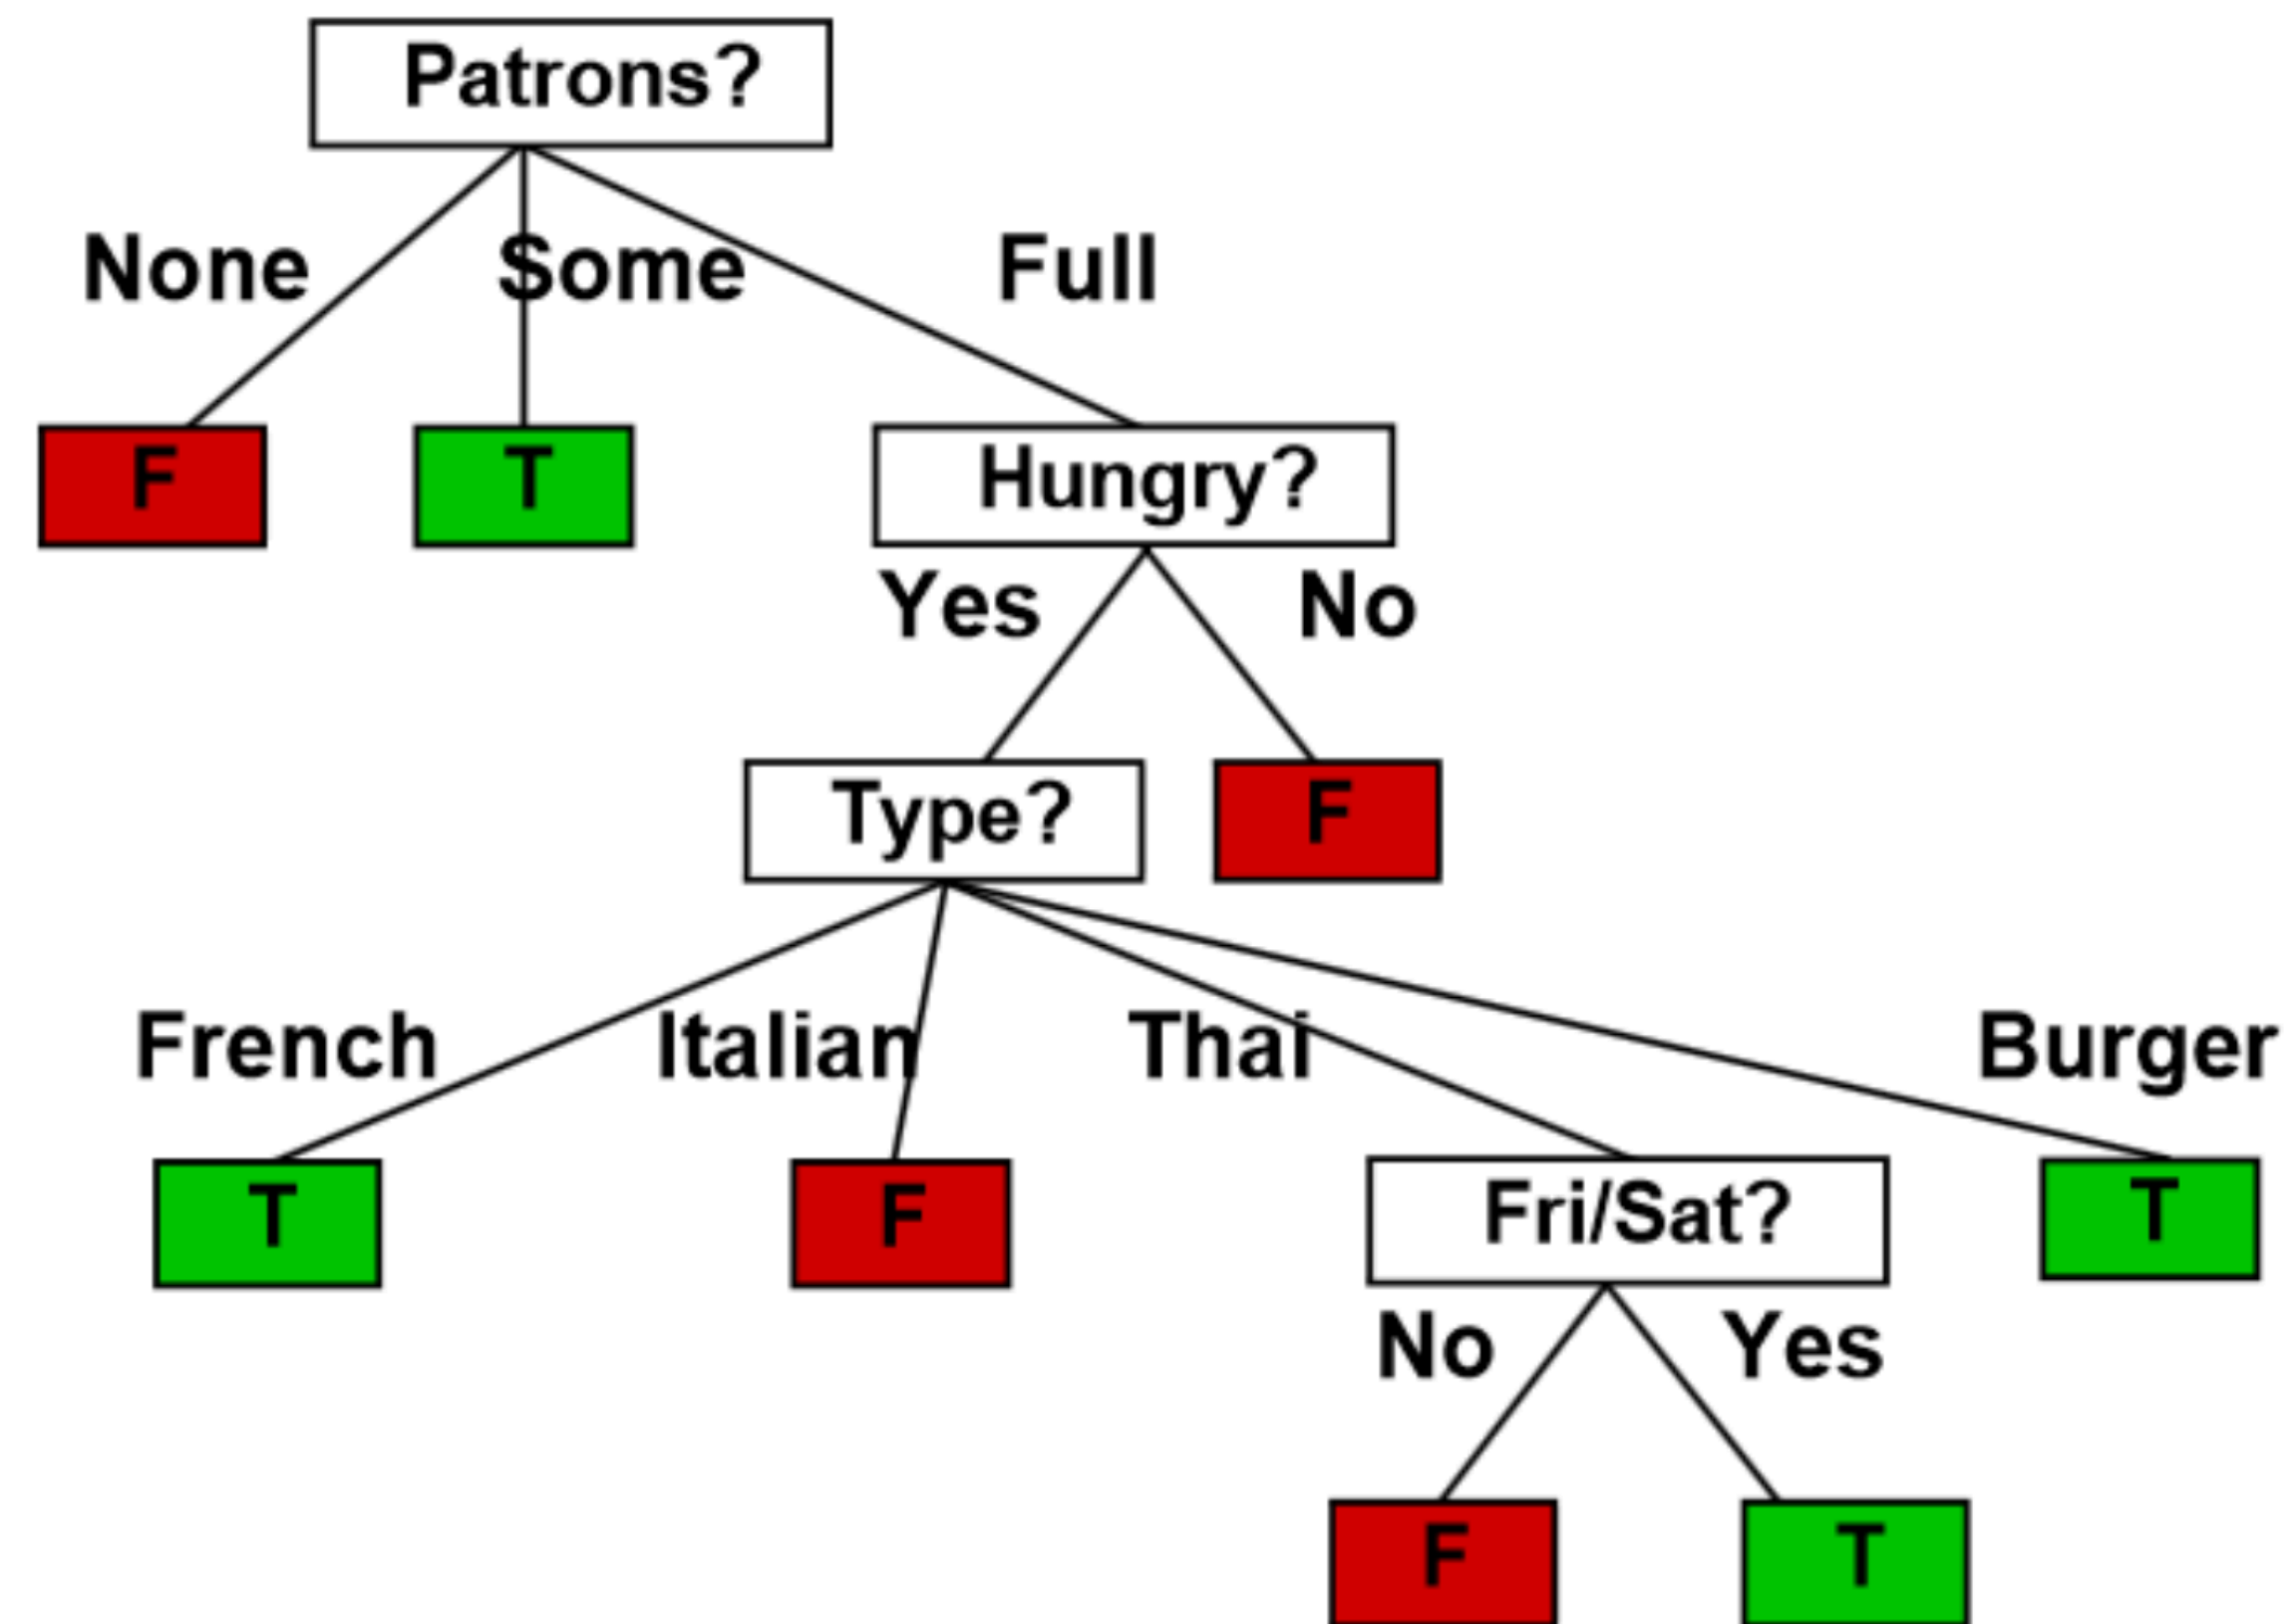 Patrons?
None Some Full
F T Hungry?
Yes No
Type? F
French Italian Thai Burger
T F Fri/Sat? T
No Yes
F T